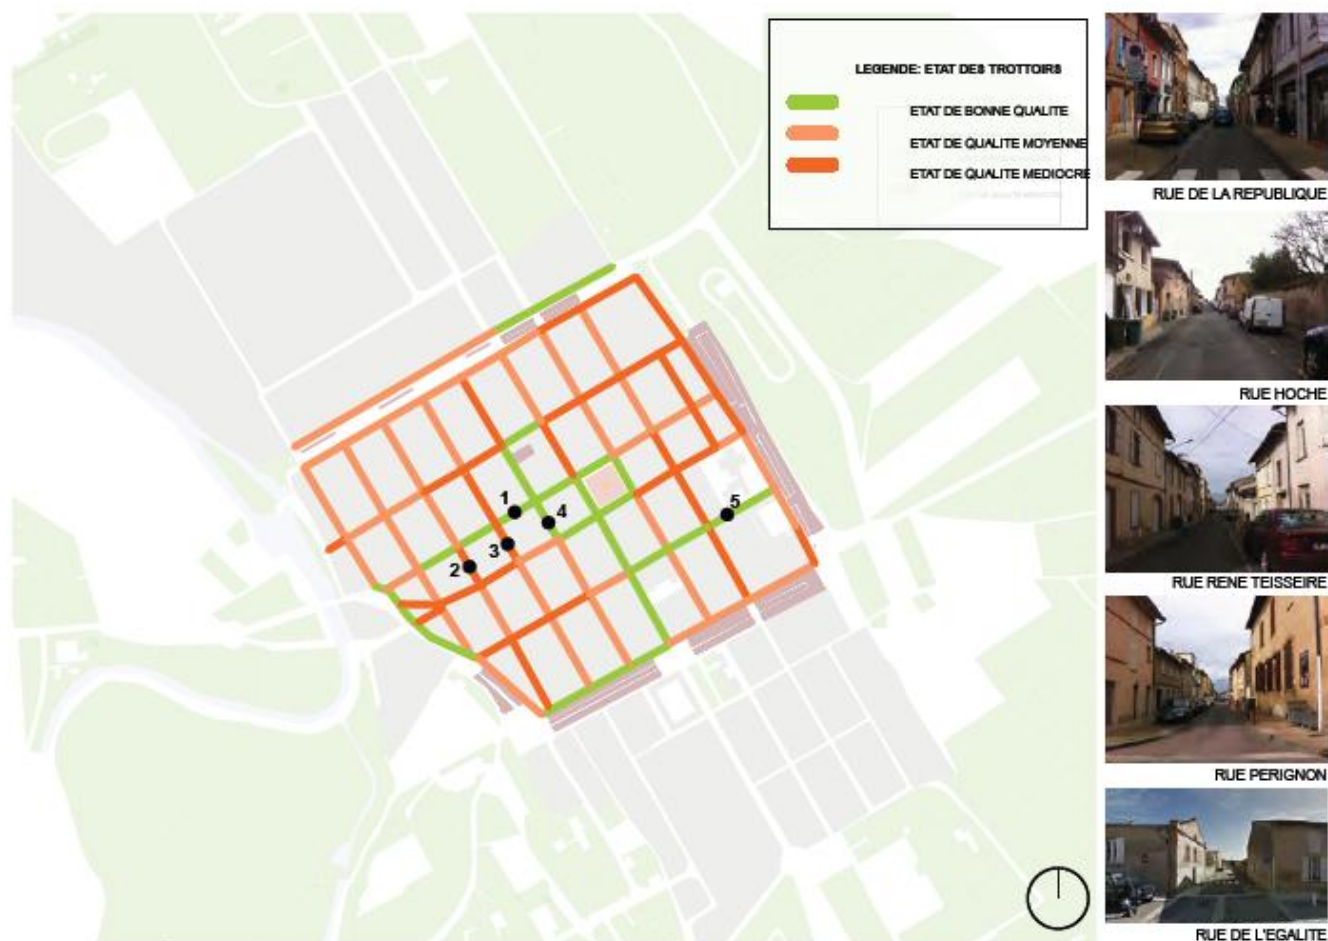 LEGENDE: ETAT DES TROTTOIRS
ETAT DE BONNE QUALITE
ETAT DE QUALITE MOYENNE
ETAT DE QUALITE MEDIOCRE
RUE DE LA REPUBLIQUE
RUE HOCHE
RUE RENE TEISSEIRE
RUE PERIGNON
RUE DE L'EGALITE
1
4
5
3
2